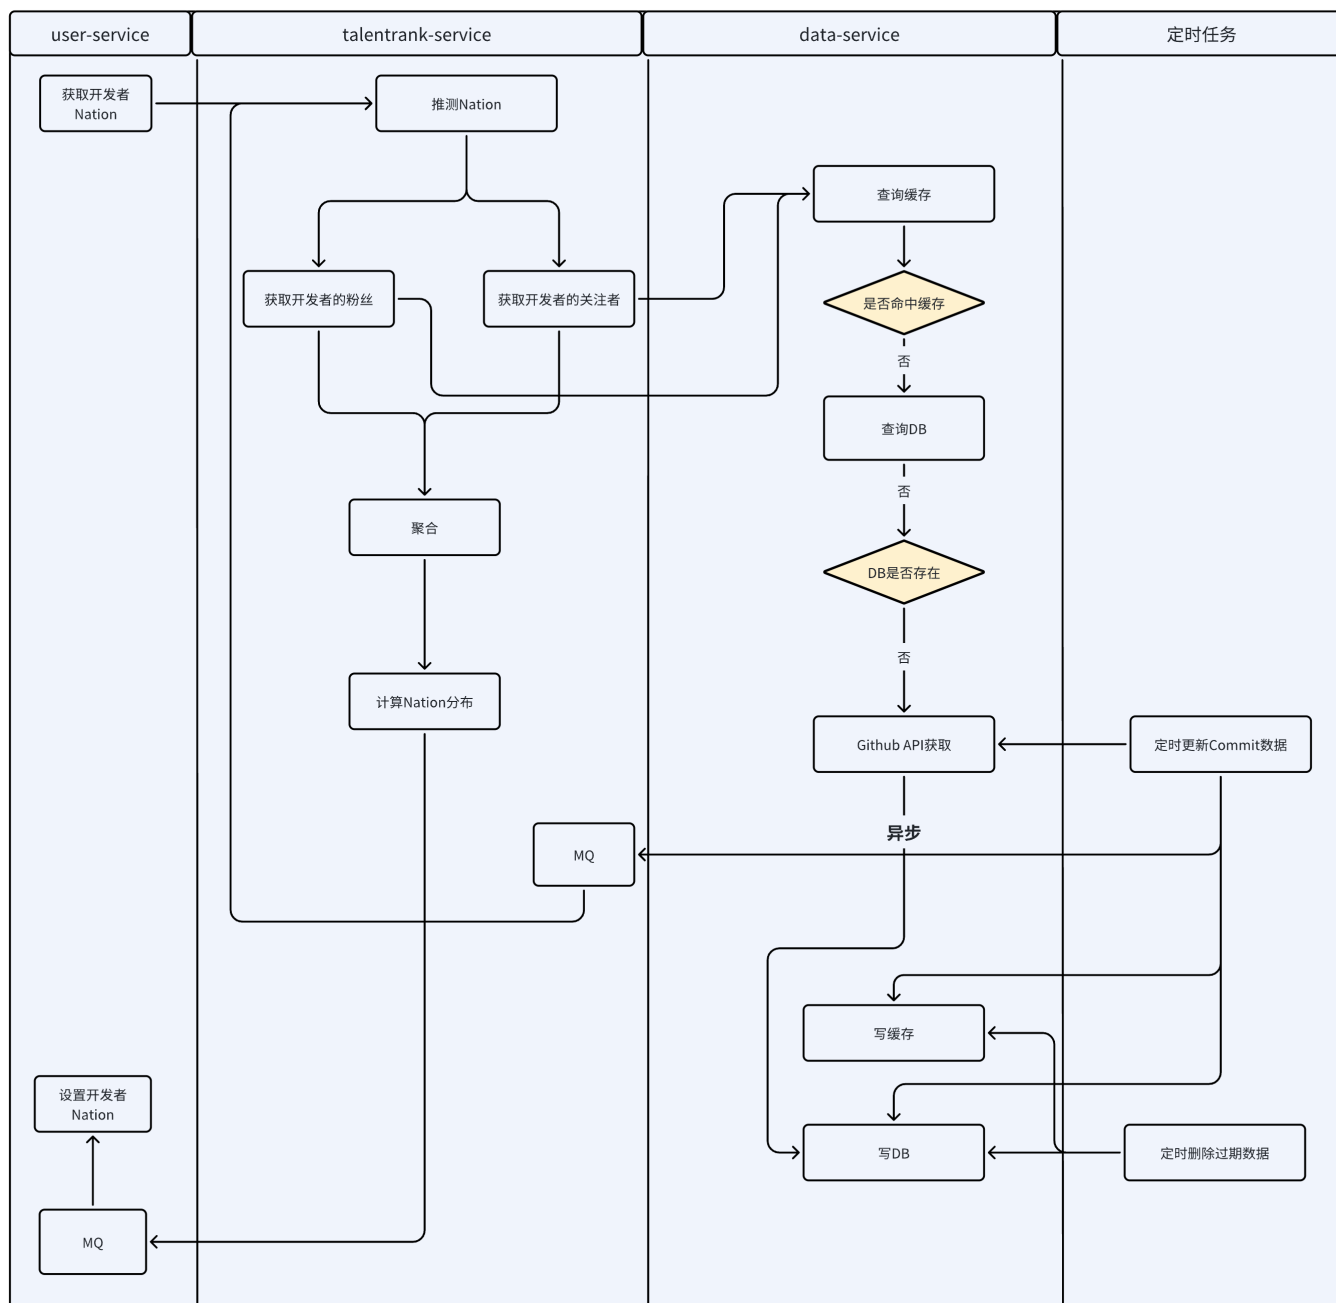 user-service
talentrank-service
data-service
定时任务
获取开发者
Nation
推测Nation
查询缓存
获取开发者的粉丝
获取开发者的关注者
是否命中缓存
否
查询DB
否
聚合
DB是否存在
否
计算Nation分布
Github API获取
定时更新Commit数据
异步
MQ
写缓存
设置开发者
Nation
写DB
定时删除过期数据
MQ